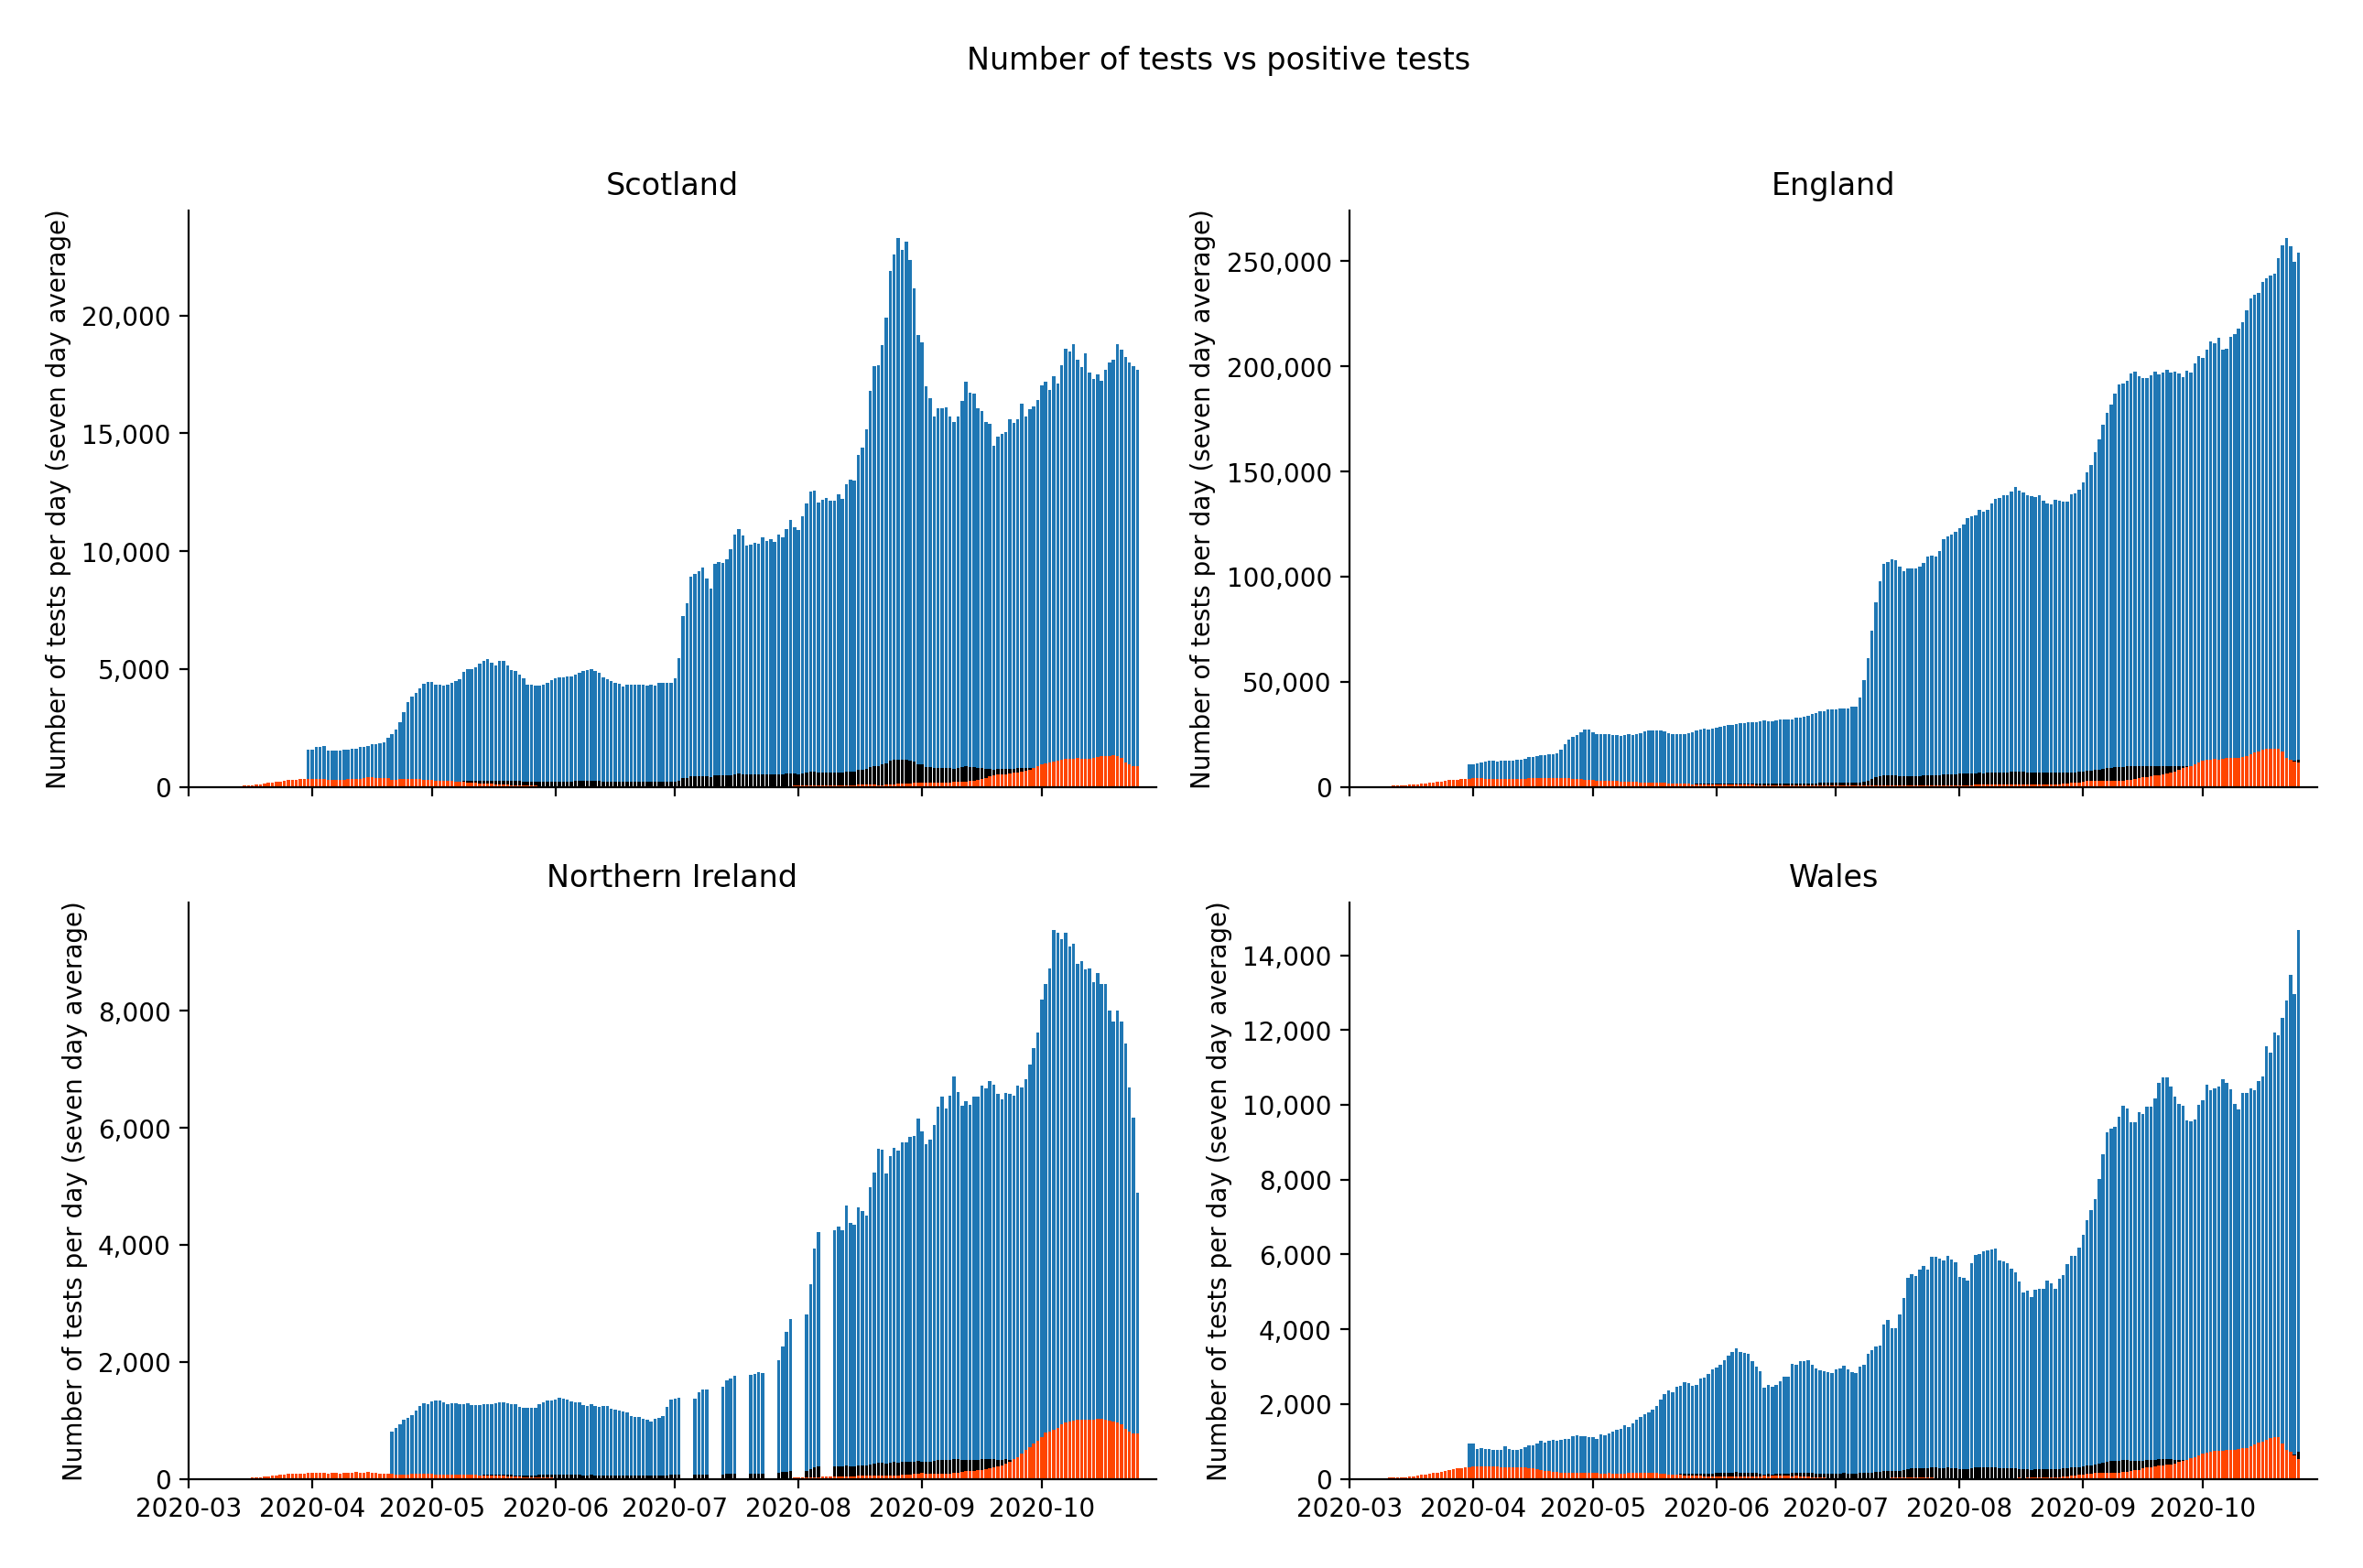 Number of tests vs positive tests
Scotland
Number of tests per day (seven day average)
20,000
15,000
10,000
5,000
0
England
Number of tests per day (seven day average)
250,000
200,000
150,000
100,000
50,000
0
Northern Ireland
Number of tests per day (seven day average)
8,000
6,000
4,000
2,000
0
2020-03 2020-04 2020-05 2020-06 2020-07 2020-08 2020-09 2020-10
Wales
Number of tests per day (seven day average)
14,000
12,000
10,000
8,000
6,000
4,000
2,000
0
2020-03 2020-04 2020-05 2020-06 2020-07 2020-08 2020-09 2020-10